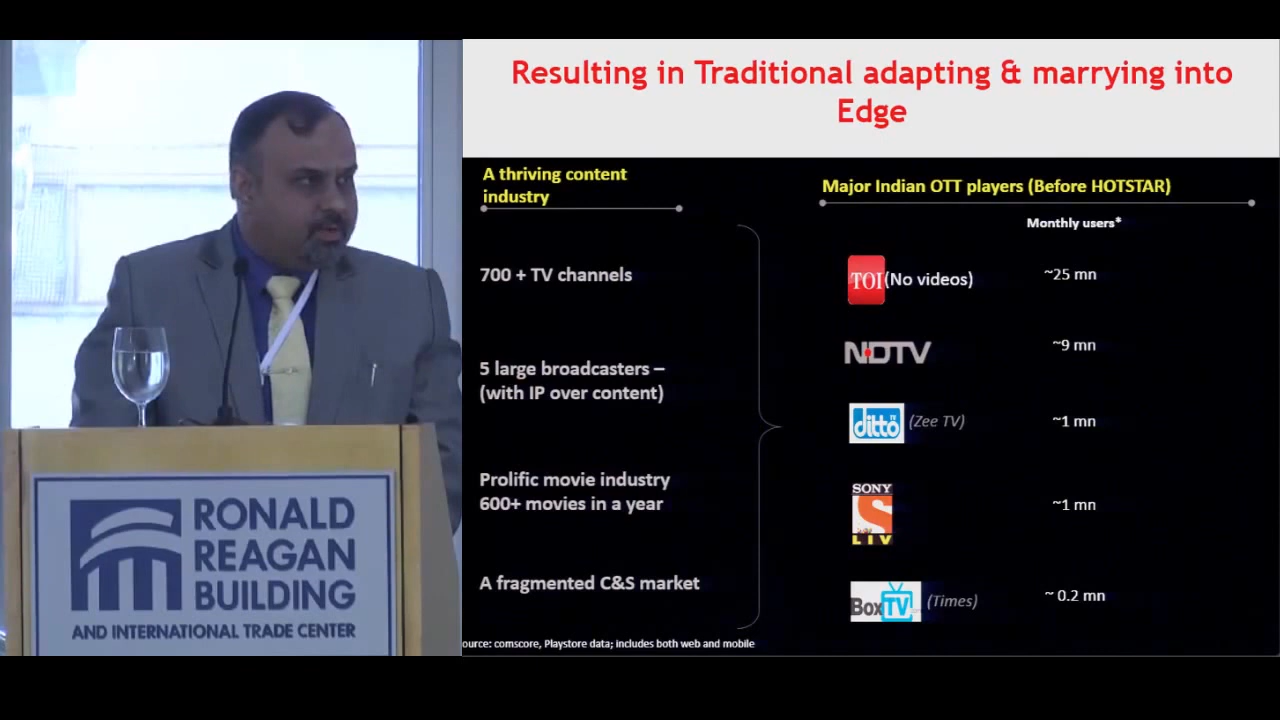 RONALD
REAGAN
BUILDING
AND INTERNATIONAL TRADE CENTER
Resulting in Traditional adapting & marrying into
Edge
A thriving content
industry
700 + TV channels
5 large broadcasters –
(with IP over content)
Prolific movie industry
600+ movies in a year
A fragmented C&S market
Major Indian OTT players (Before HOTSTAR)
Monthly users*
TOI (No videos) ~25 mn
NDTV ~9 mn
ditto TV (Zee TV) ~1 mn
SONY
S
LIV
~1 mn
BoxTV (Times) ~ 0.2 mn
ource: comscore, Playstore data; includes both web and mobile